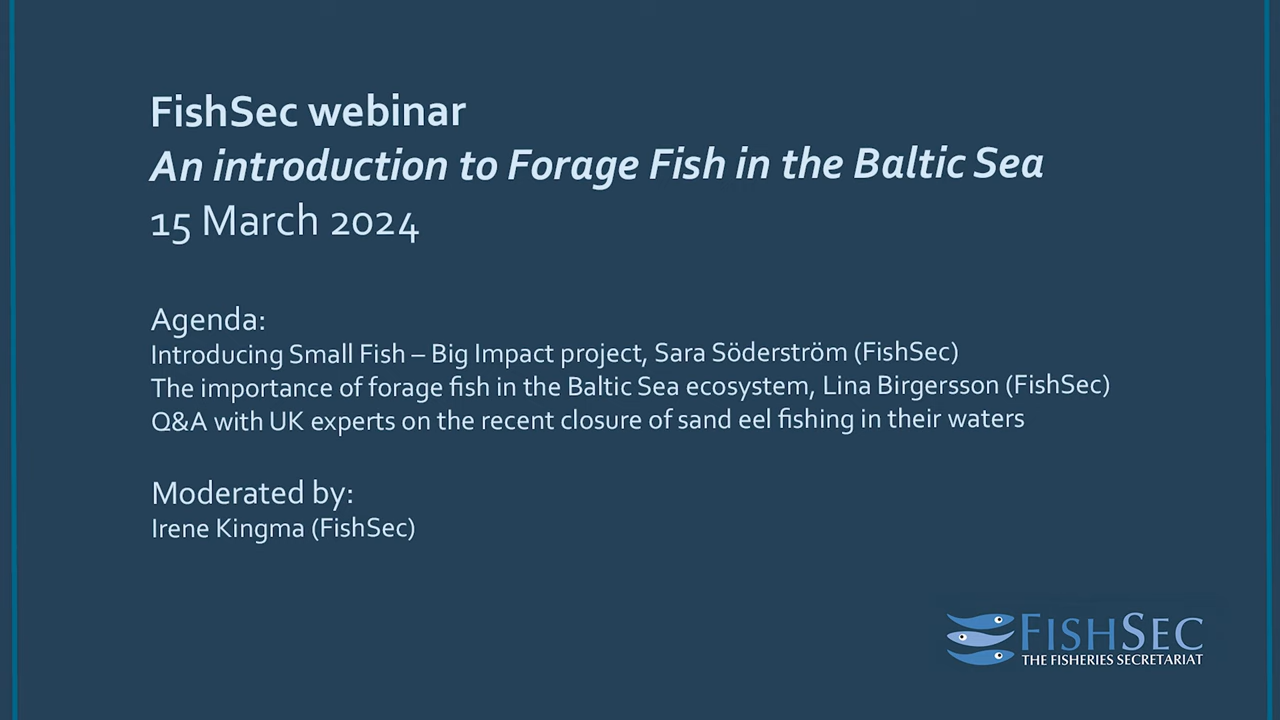 FishSec webinar
An introduction to Forage Fish in the Baltic Sea
15 March 2024
Agenda:
Introducing Small Fish – Big Impact project, Sara Söderström (FishSec)
The importance of forage fish in the Baltic Sea ecosystem, Lina Birgersson (FishSec)
Q&A with UK experts on the recent closure of sand eel fishing in their waters
Moderated by:
Irene Kingma (FishSec)
FISHSEC
THE FISHERIES SECRETARIAT